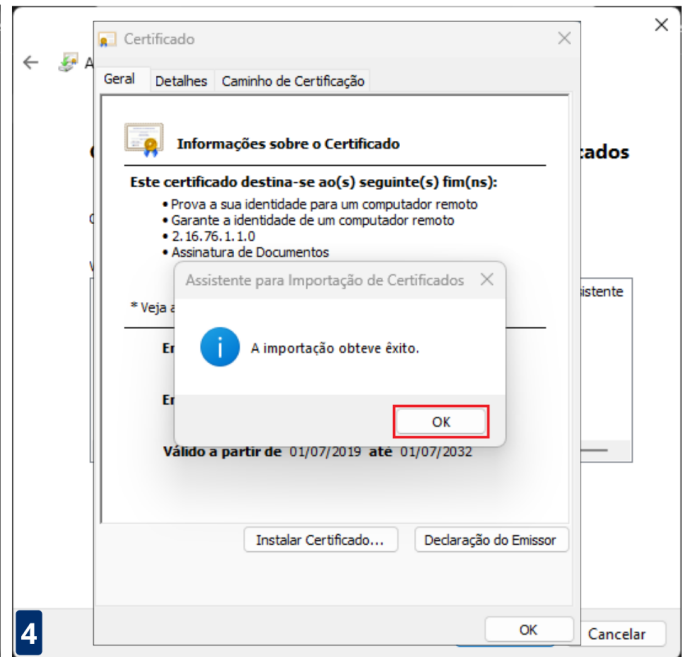 Certificado
Geral Detalhes Caminho de Certificação
Informações sobre o Certificado
Este certificado destina-se ao(s) seguinte(s) fim(ns):
• Prova a sua identidade para um computador remoto
• Garante a identidade de um computador remoto
• 2.16.76.1.1.0
• Assinatura de Documentos
Assistente para Importação de Certificados
* Veja
A importação obteve êxito.
OK
Válido a partir de 01/07/2019 até 01/07/2032
Instalar Certificado... Declaração do Emissor
OK
Cancelar
4